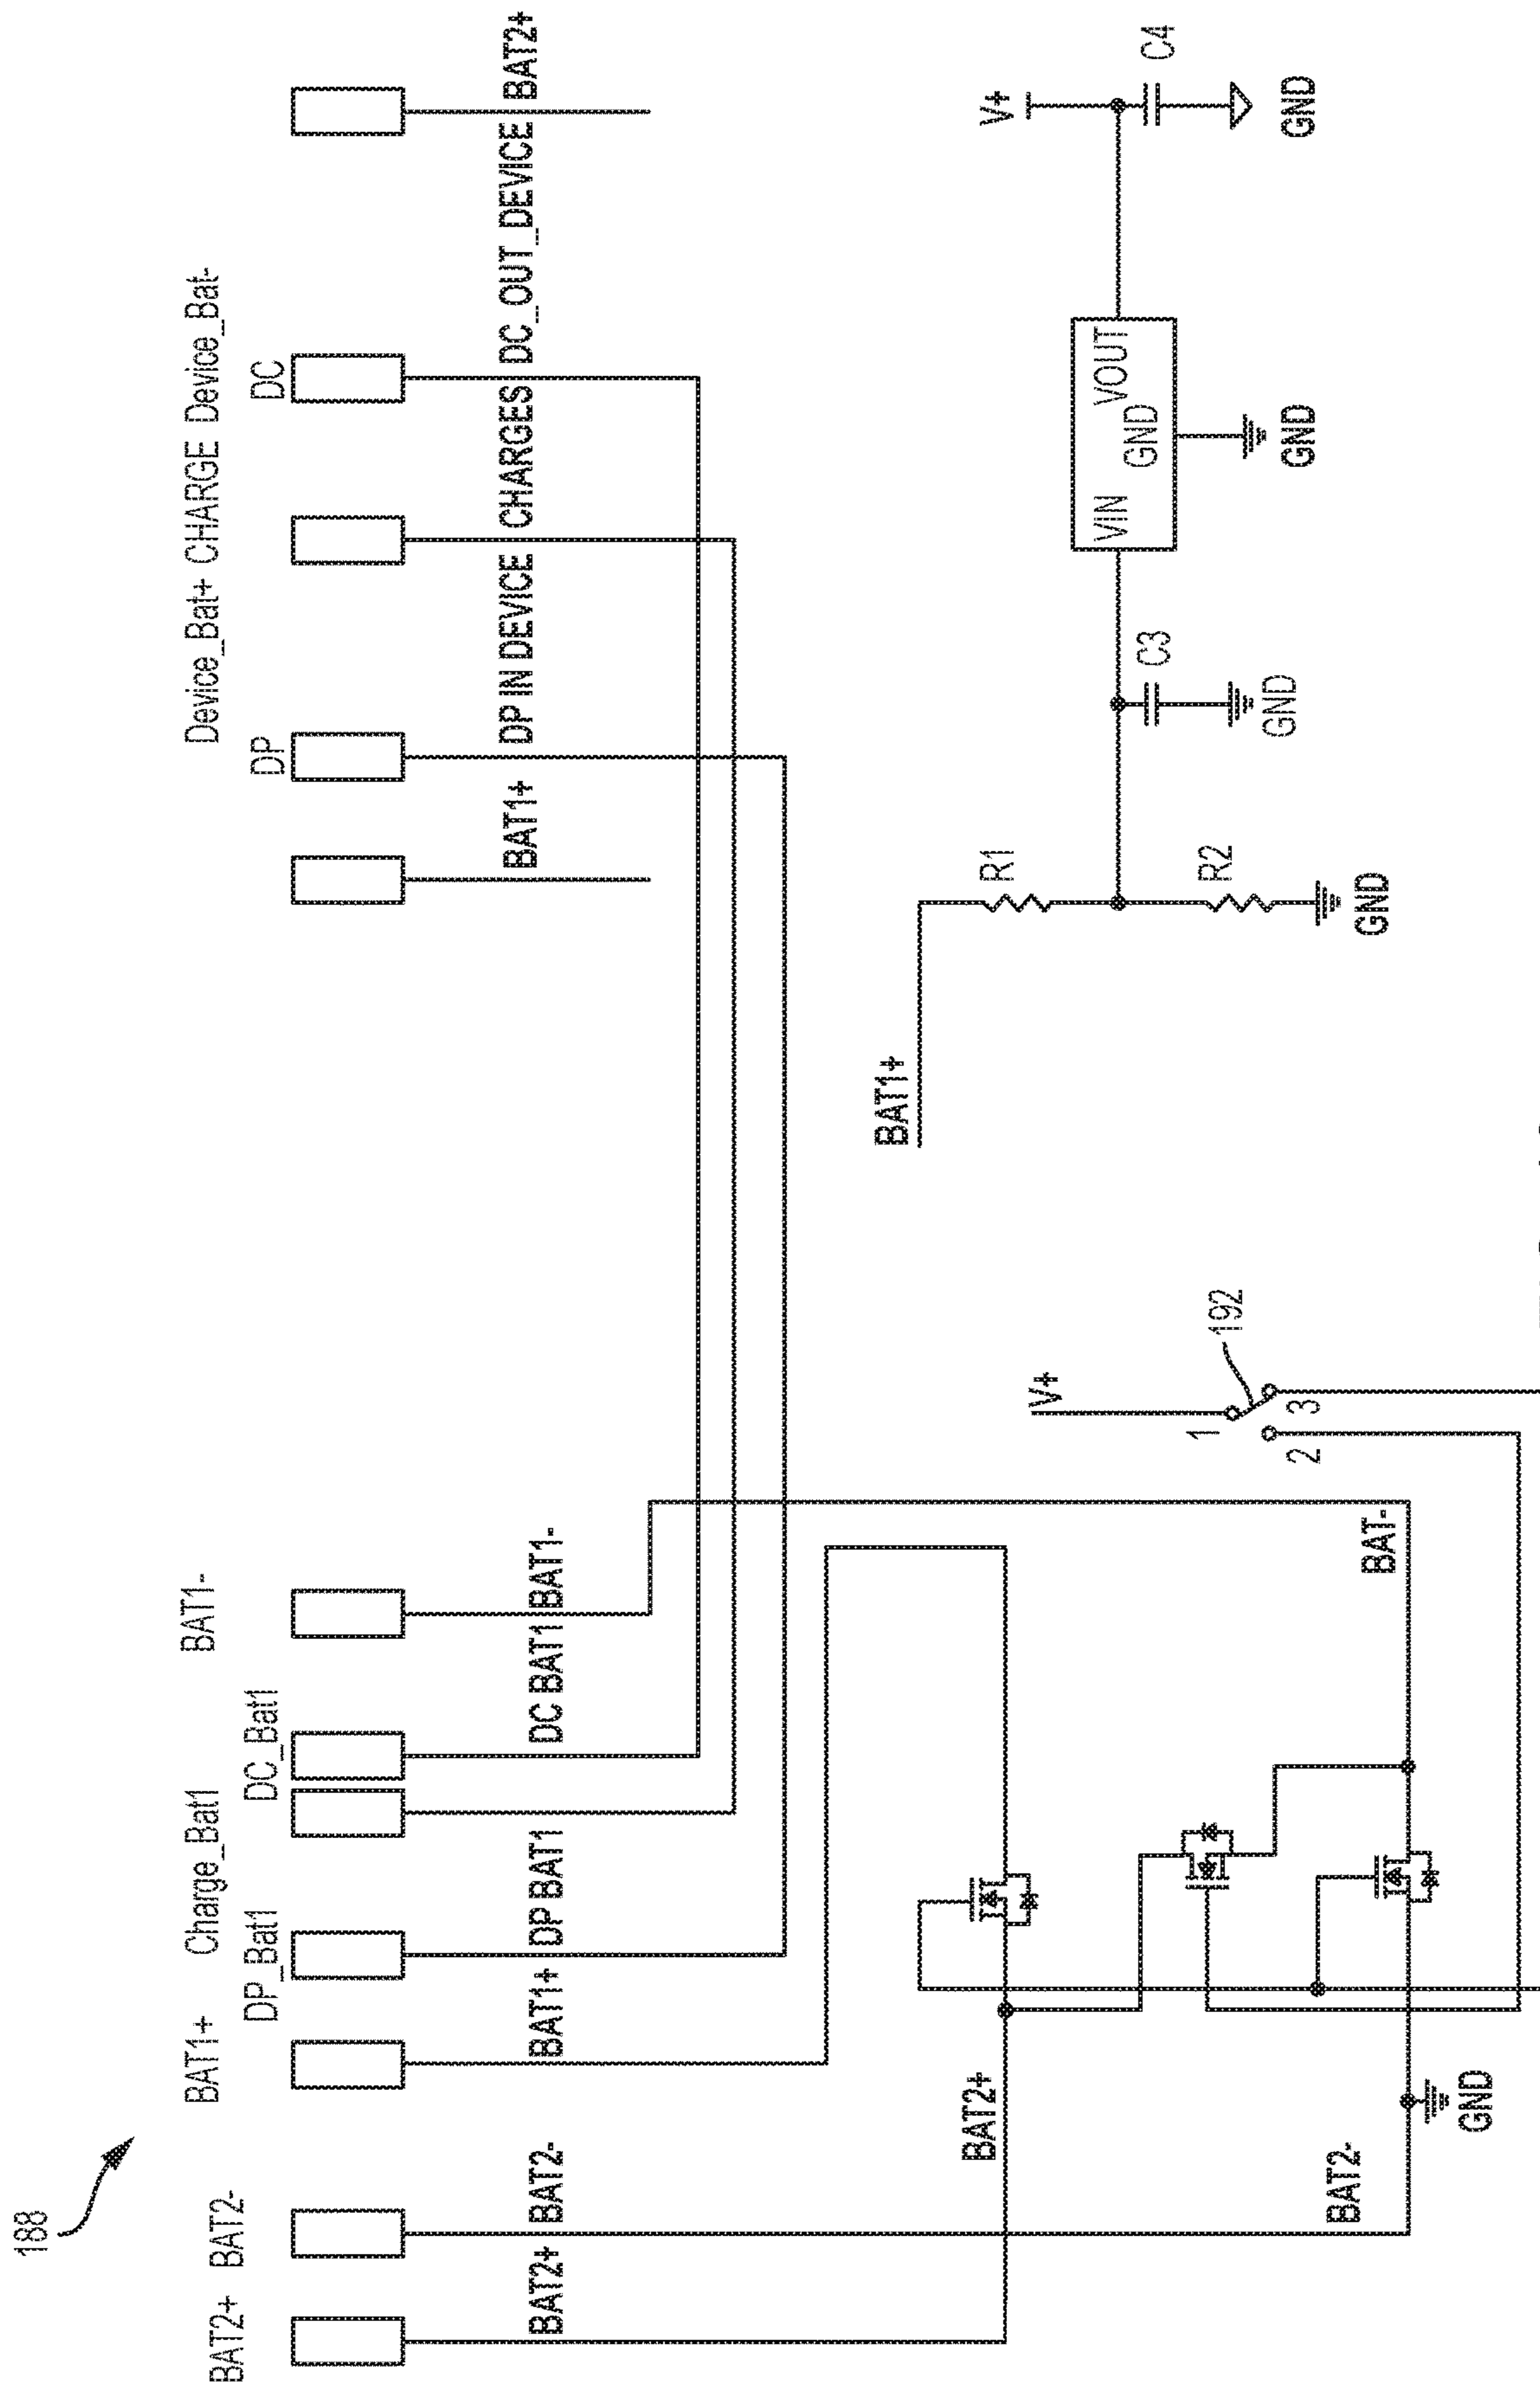 188
BAT2+ BAT2-
BAT1+ Charge_Bat1 BAT1-
DP_Bat1 DC_Bat1
Device_Bat+ CHARGE Device_Bat-
DP DC
BAT2+ BAT2-
BAT1+ DP BAT1 DC BAT1 BAT1-
BAT1+ DP IN DEVICE CHARGES DC_OUT_DEVICE BAT2+
BAT1+
BAT2+
V+
R1
V+
VIN VOUT
GND
C3
C4
1
192
2 3
R2
GND
GND
GND
GND
BAT2-
BAT-
GND